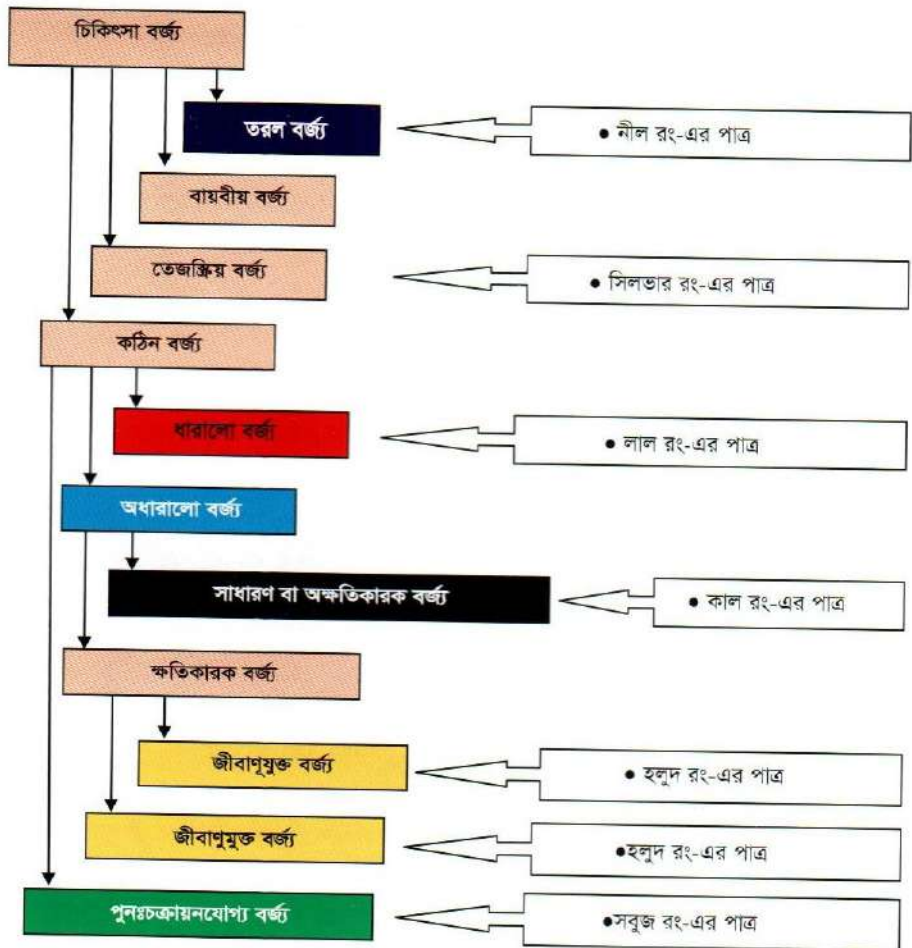 চিকিৎসা বর্জ্য
তরল বর্জ্য
• নীল রং-এর পাত্র
বায়বীয় বর্জ্য
তেজষ্ক্রিয় বর্জ্য
• সিলভার রং-এর পাত্র
কঠিন বর্জ্য
ধারালো বর্জ্য
• লাল রং-এর পাত্র
অধারালো বর্জ্য
সাধারণ বা অক্ষতিকারক বর্জ্য
• কাল রং-এর পাত্র
ক্ষতিকারক বর্জ্য
জীবাণূযুক্ত বর্জ্য
• হলুদ রং-এর পাত্র
জীবাণুমুক্ত বর্জ্য
•হলুদ রং-এর পাত্র
পুনঃচক্রায়নযোগ্য বর্জ্য
•সবুজ রং-এর পাত্র